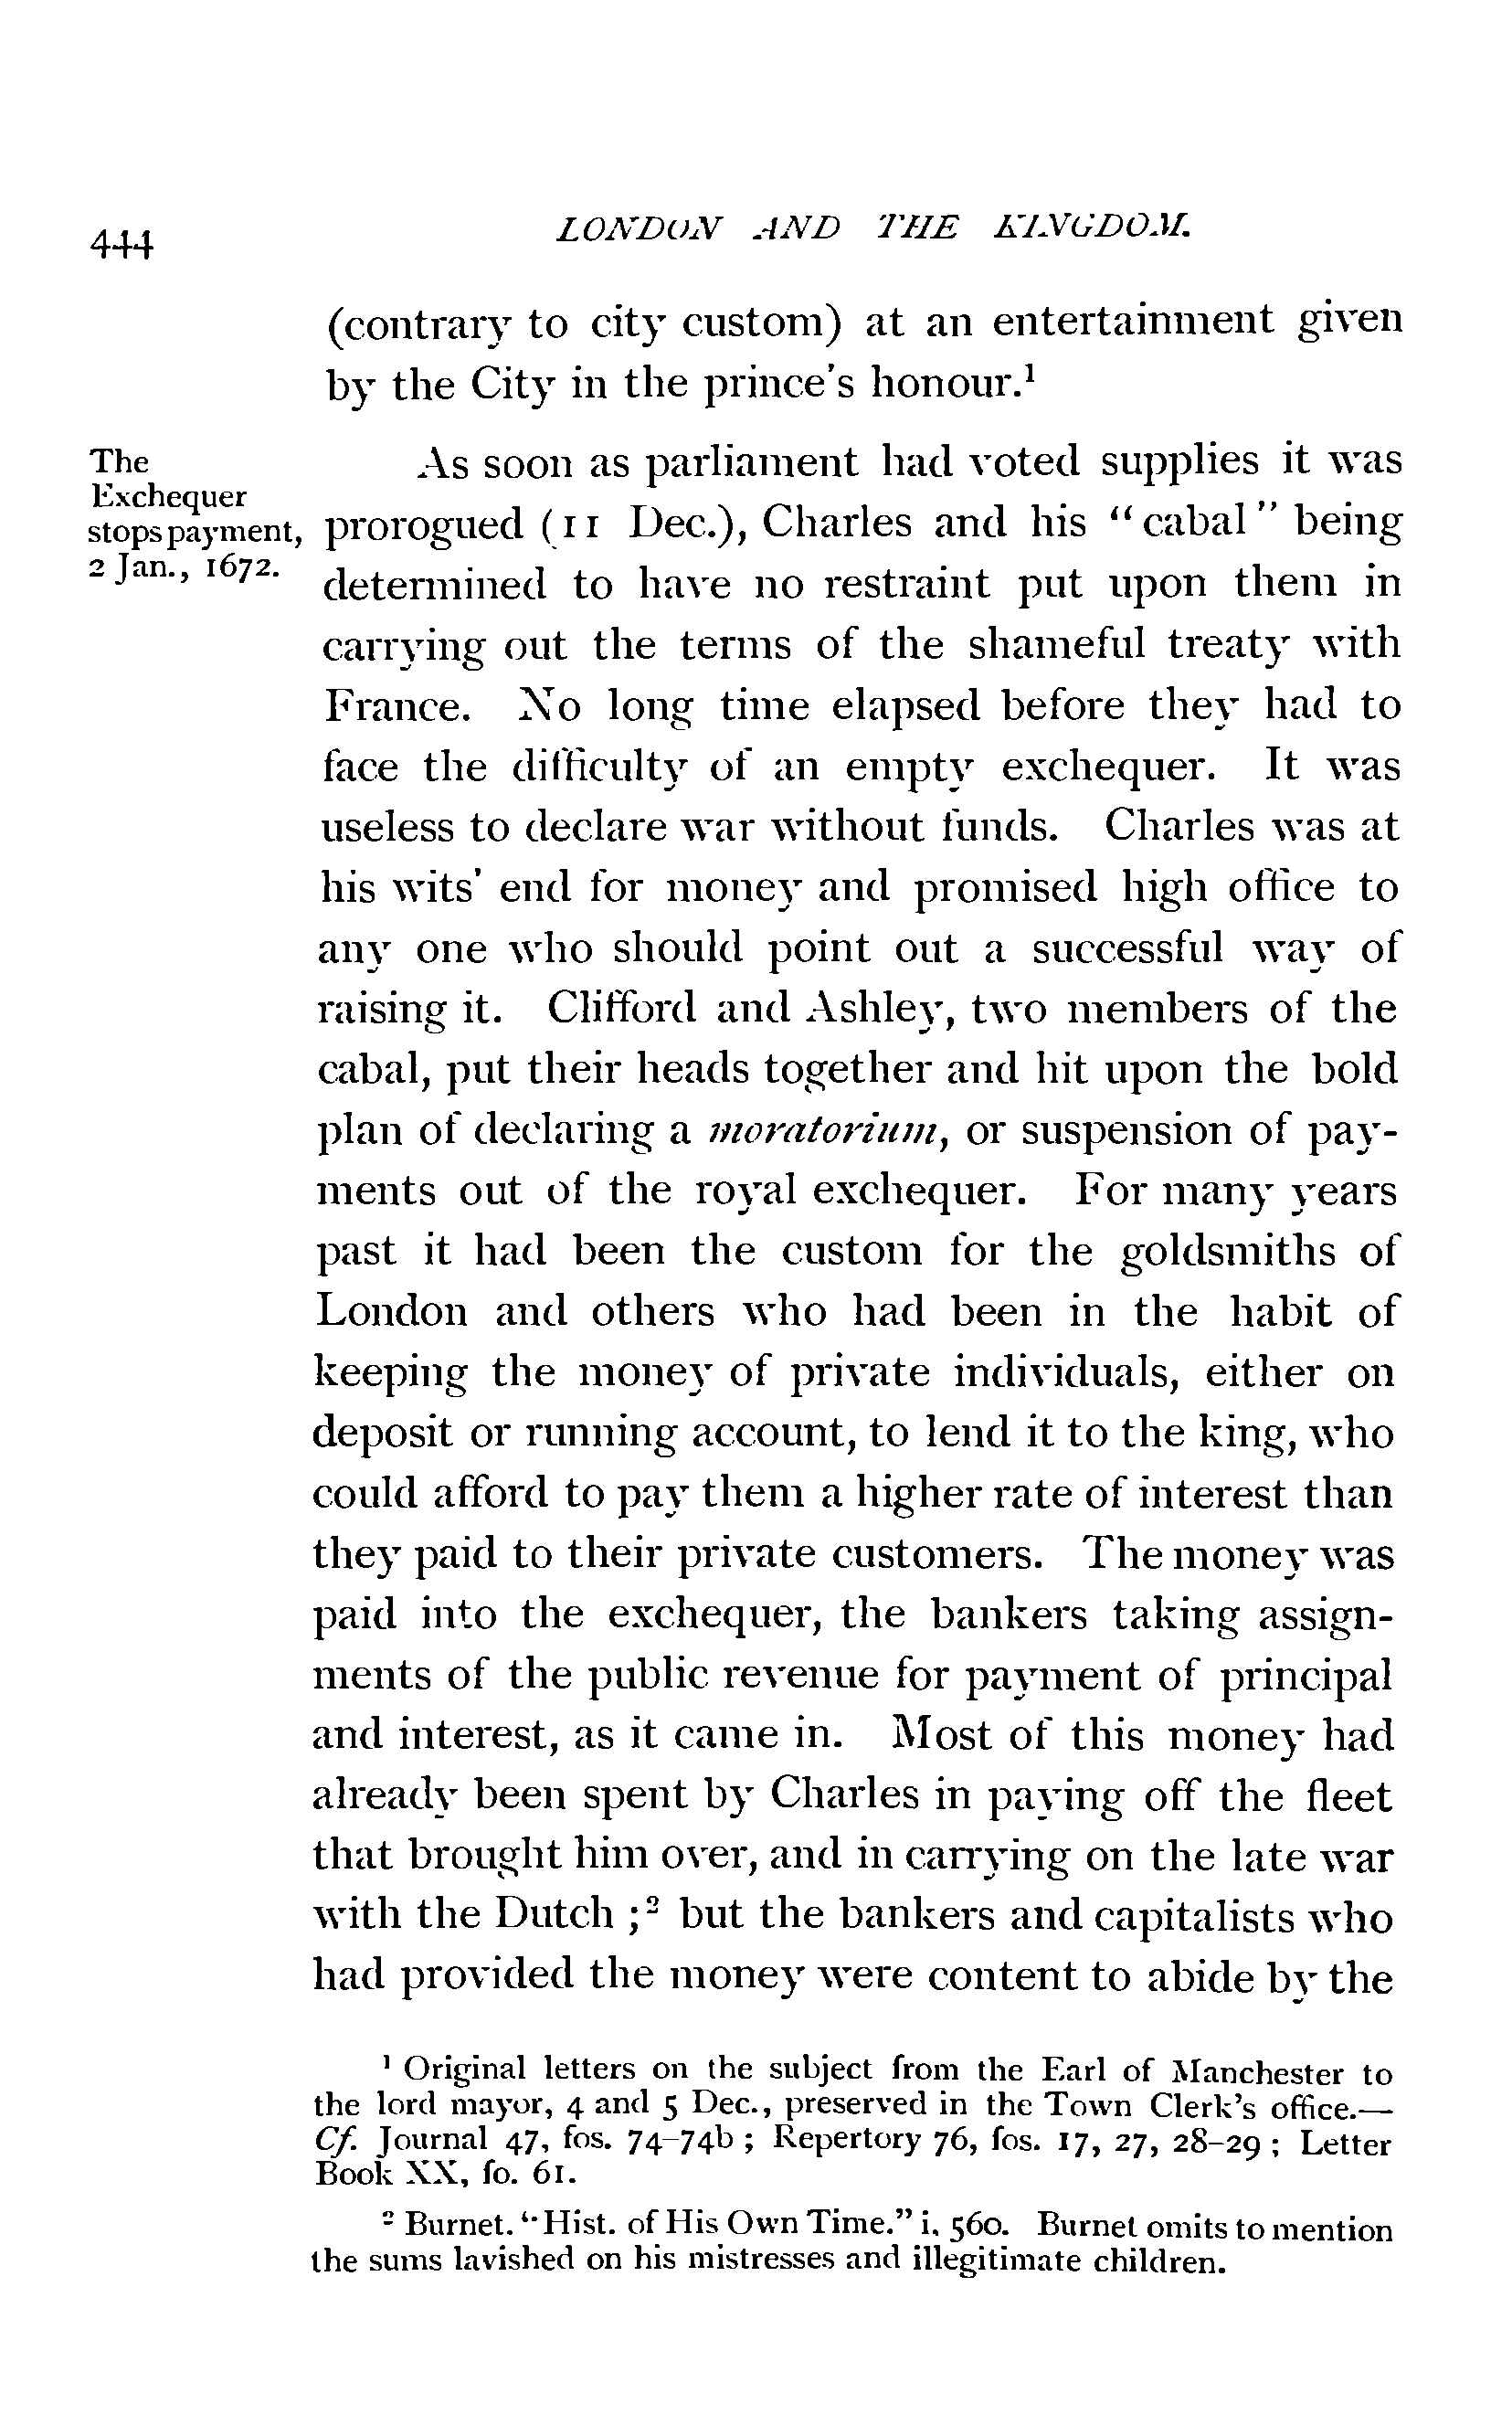 444
LONDON AND THE KINGDOM.
(contrary to city custom) at an entertainment given
by the City in the prince's honour.¹
The
Exchequer
stops payment,
2 Jan., 1672.
As soon as parliament had voted supplies it was
prorogued (11 Dec.), Charles and his “cabal” being
determined to have no restraint put upon them in
carrying out the terms of the shameful treaty with
France. No long time elapsed before they had to
face the difficulty of an empty exchequer. It was
useless to declare war without funds. Charles was at
his wits' end for money and promised high office to
any one who should point out a successful way of
raising it. Clifford and Ashley, two members of the
cabal, put their heads together and hit upon the bold
plan of declaring a moratorium, or suspension of pay-
ments out of the royal exchequer. For many years
past it had been the custom for the goldsmiths of
London and others who had been in the habit of
keeping the money of private individuals, either on
deposit or running account, to lend it to the king, who
could afford to pay them a higher rate of interest than
they paid to their private customers. The money was
paid into the exchequer, the bankers taking assign-
ments of the public revenue for payment of principal
and interest, as it came in. Most of this money had
already been spent by Charles in paying off the fleet
that brought him over, and in carrying on the late war
with the Dutch ;² but the bankers and capitalists who
had provided the money were content to abide by the
¹ Original letters on the subject from the Earl of Manchester to
the lord mayor, 4 and 5 Dec., preserved in the Town Clerk's office.—
Cf. Journal 47, fos. 74-74b ; Repertory 76, fos. 17, 27, 28-29 ; Letter
Book XX, fo. 61.
² Burnet. “Hist. of His Own Time.” i, 560. Burnet omits to mention
the sums lavished on his mistresses and illegitimate children.